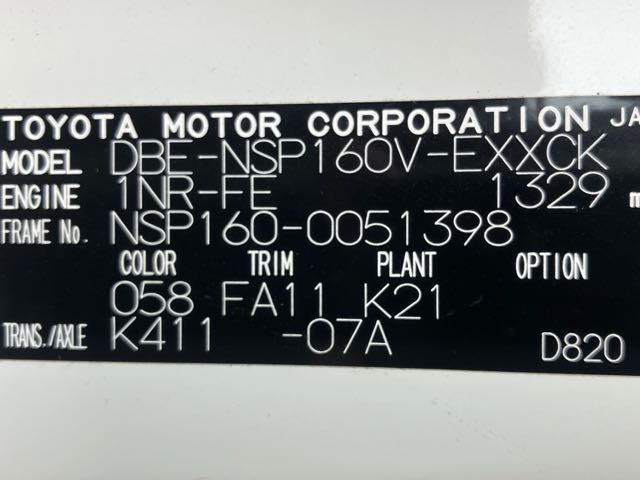 TOYOTA MOTOR CORPORATION JA
MODEL DBE-NSP160V-EXXCK
ENGINE 1NR-FE 1329 m
FRAME No. NSP160-0051398
COLOR TRIM PLANT OPTION
058 FA11 K21
TRANS./AXLE K411 -07A D820